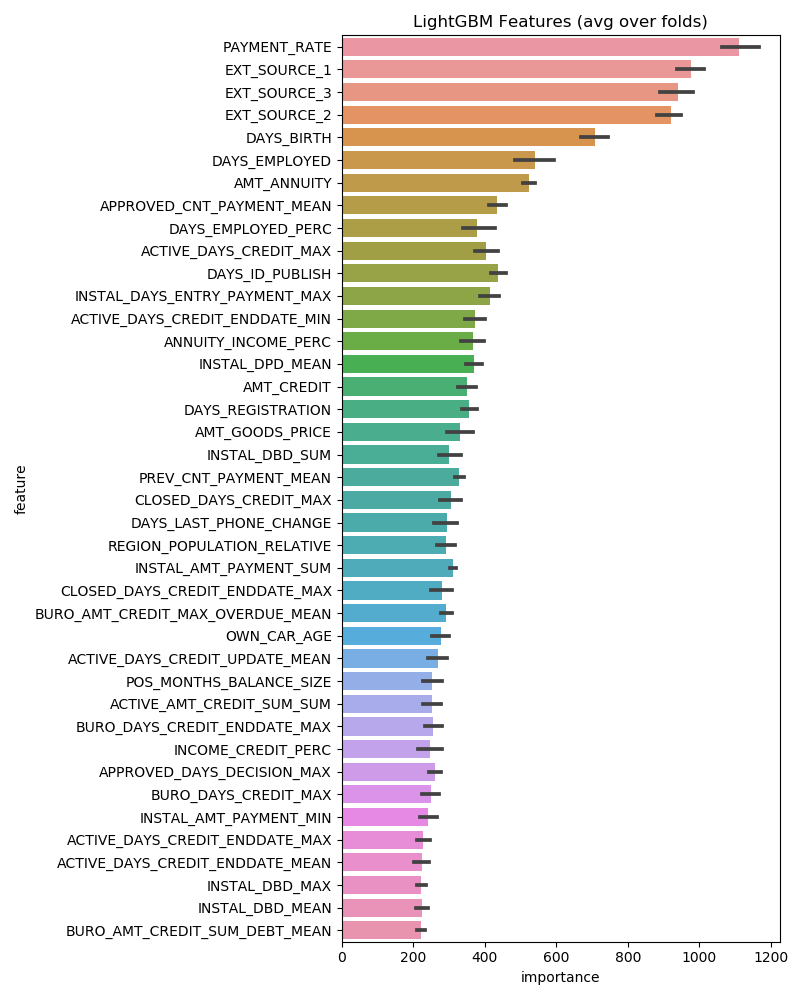 LightGBM Features (avg over folds)
feature
PAYMENT_RATE
EXT_SOURCE_1
EXT_SOURCE_3
EXT_SOURCE_2
DAYS_BIRTH
DAYS_EMPLOYED
AMT_ANNUITY
APPROVED_CNT_PAYMENT_MEAN
DAYS_EMPLOYED_PERC
ACTIVE_DAYS_CREDIT_MAX
DAYS_ID_PUBLISH
INSTAL_DAYS_ENTRY_PAYMENT_MAX
ACTIVE_DAYS_CREDIT_ENDDATE_MIN
ANNUITY_INCOME_PERC
INSTAL_DPD_MEAN
AMT_CREDIT
DAYS_REGISTRATION
AMT_GOODS_PRICE
INSTAL_DBD_SUM
PREV_CNT_PAYMENT_MEAN
CLOSED_DAYS_CREDIT_MAX
DAYS_LAST_PHONE_CHANGE
REGION_POPULATION_RELATIVE
INSTAL_AMT_PAYMENT_SUM
CLOSED_DAYS_CREDIT_ENDDATE_MAX
BURO_AMT_CREDIT_MAX_OVERDUE_MEAN
OWN_CAR_AGE
ACTIVE_DAYS_CREDIT_UPDATE_MEAN
POS_MONTHS_BALANCE_SIZE
ACTIVE_AMT_CREDIT_SUM_SUM
BURO_DAYS_CREDIT_ENDDATE_MAX
INCOME_CREDIT_PERC
APPROVED_DAYS_DECISION_MAX
BURO_DAYS_CREDIT_MAX
INSTAL_AMT_PAYMENT_MIN
ACTIVE_DAYS_CREDIT_ENDDATE_MAX
ACTIVE_DAYS_CREDIT_ENDDATE_MEAN
INSTAL_DBD_MAX
INSTAL_DBD_MEAN
BURO_AMT_CREDIT_SUM_DEBT_MEAN
0 200 400 600 800 1000 1200
importance